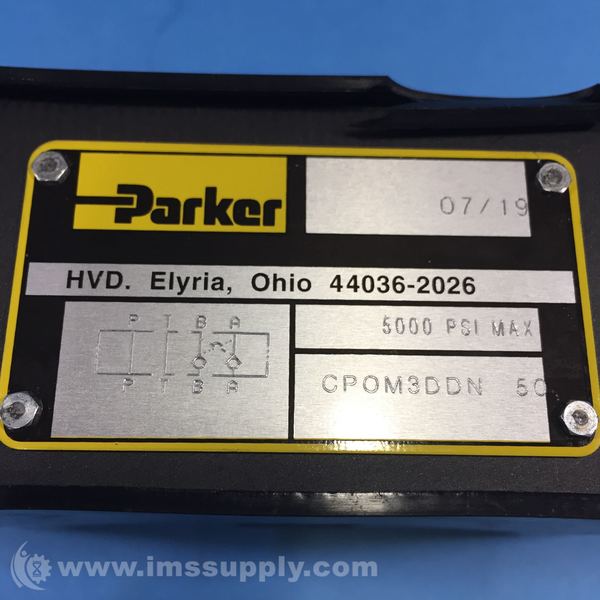 Parker
07/19
HVD. Elyria, Ohio 44036-2026
P T B A
P T B A
5000 PSI MAX
CPOM3DDN 50
www.imssupply.com